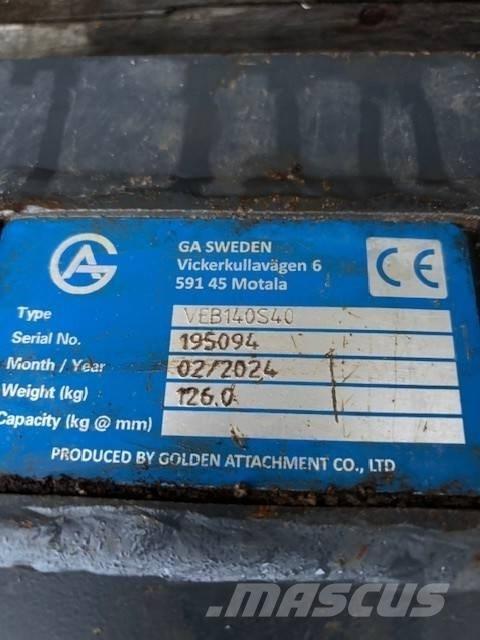 GA SWEDEN
Vickerkullavägen 6
591 45 Motala
CE
Type VEB140S40
Serial No. 195094
Month / Year 02/2024
Weight (kg) 126.0
Capacity (kg @ mm)
PRODUCED BY GOLDEN ATTACHMENT CO., LTD
MASCUS